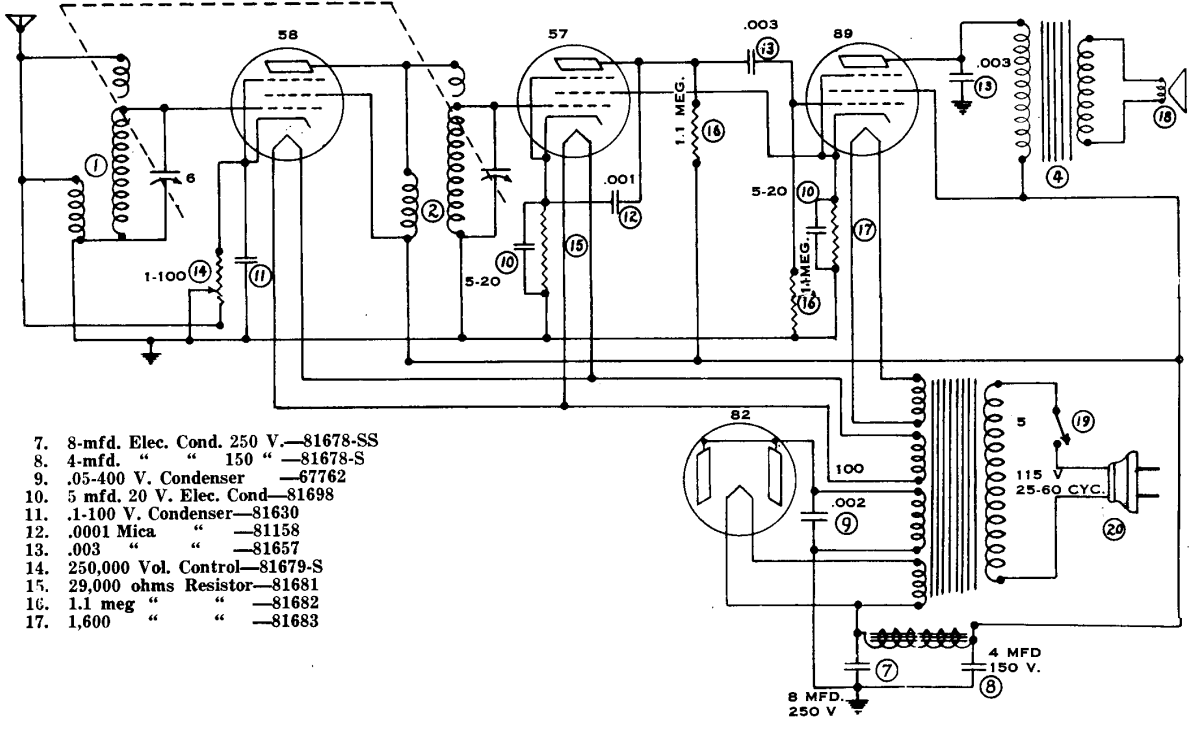 58
57
.003
13
89
.003
13
18
4
1
6
1.1 MEG.
16
2
.001
12
5-20
10
17
1-100
14
11
10
5-20
15
1.1 MEG.
16
82
5
19
100
115 V
25-60 CYC.
20
.002
9
7. 8-mfd. Elec. Cond. 250 V.—81678-SS
8. 4-mfd. “ “ 150 “ —81678-S
9. .05-400 V. Condenser —67762
10. 5 mfd. 20 V. Elec. Cond—81698
11. .1-100 V. Condenser—81630
12. .0001 Mica “ —81158
13. .003 “ “ —81657
14. 250,000 Vol. Control—81679-S
15. 29,000 ohms Resistor—81681
16. 1.1 meg “ “ —81682
17. 1,600 “ “ —81683
7
4 MFD
150 V.
8
8 MFD.
250 V